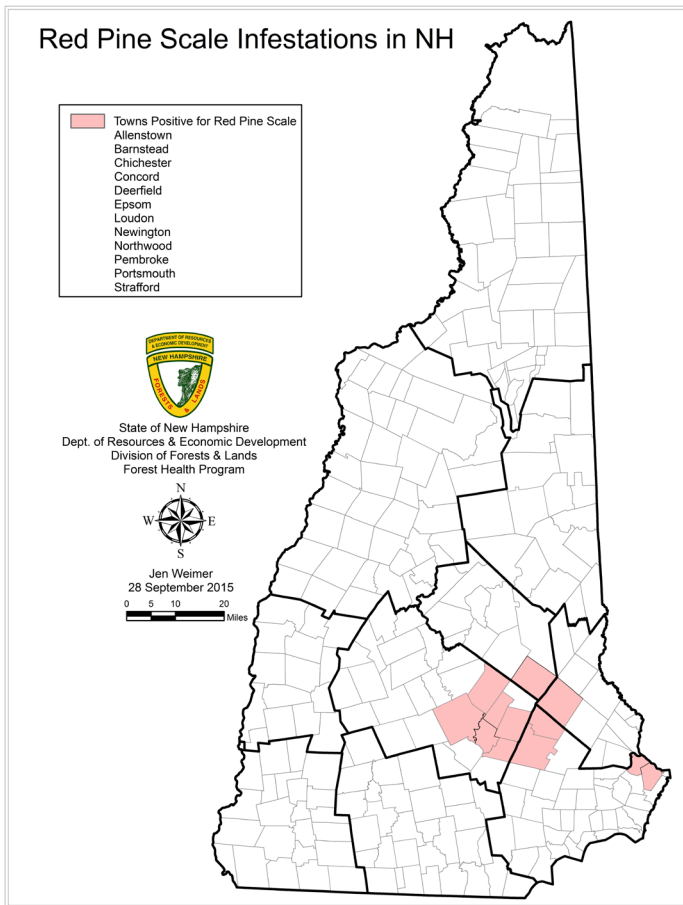 Red Pine Scale Infestations in NH
Towns Positive for Red Pine Scale
Allenstown
Barnstead
Chichester
Concord
Deerfield
Epsom
Loudon
Newington
Northwood
Pembroke
Portsmouth
Strafford
DEPARTMENT OF RESOURCES
& ECONOMIC DEVELOPMENT
NEW HAMPSHIRE
FORESTS & LANDS
State of New Hampshire
Dept. of Resources & Economic Development
Division of Forests & Lands
Forest Health Program
N
W E
S
Jen Weimer
28 September 2015
0 5 10 20
Miles